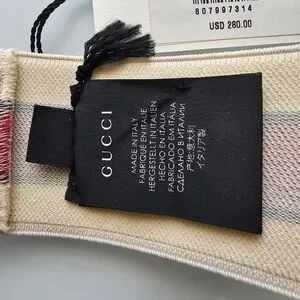 807997314
USD 280.00
GUCCI
MADE IN ITALY
FABRIQUÉ EN ITALIE
HERGESTELLT IN ITALIEN
HECHO EN ITALIA
FABRICADO EM ITÁLIA
СДЕЛАНО В ИТАЛИИ
产地:意大利
イタリア製